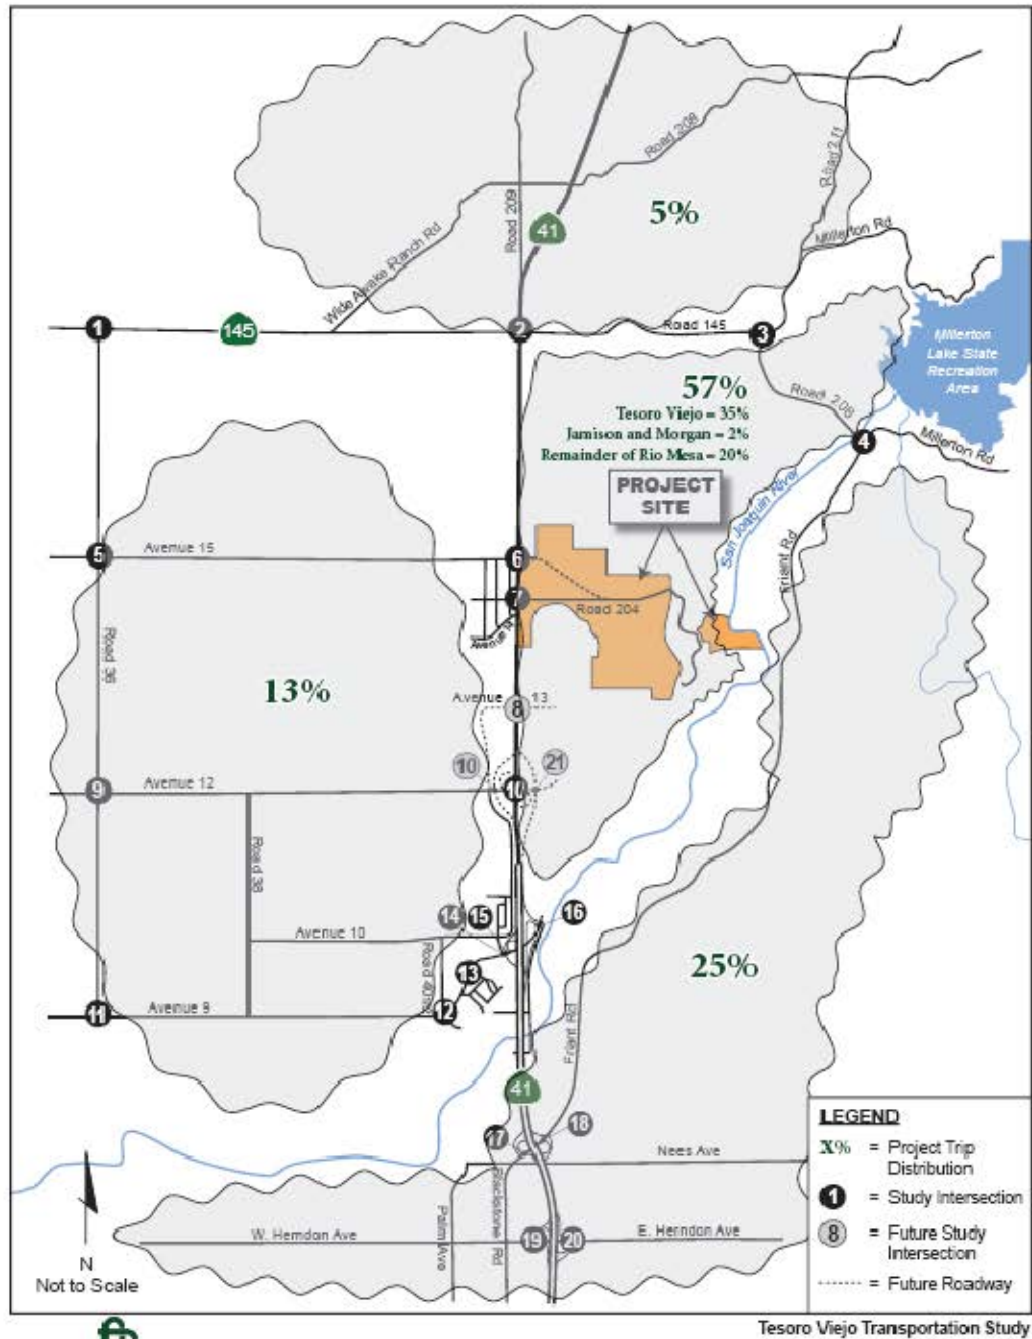 Road 208
Road 211
Road 209
5%
41
Millerton Rd
Wide Awake Ranch Rd
1
145
2
Road 145
3
Millerton
Lake State
Recreation
Area
57%
Tesoro Viejo = 35%
Jamison and Morgan = 2%
Remainder of Rio Mesa = 20%
Road 206
4
Millerton Rd
PROJECT
SITE
San Joaquin River
Friant Rd
5
Avenue 15
6
7
Road 204
Road 36
13%
Avenue 13
8
10
21
9
Avenue 12
10
Road 38
14
15
16
Avenue 10
13
25%
11
Avenue 9
12
Friant Rd
41
17
18
Nees Ave
Blackstone Rd
Palm Ave
W. Herndon Ave
19
20
E. Herndon Ave
N
Not to Scale
LEGEND
X% = Project Trip
Distribution
1 = Study Intersection
8 = Future Study
Intersection
= Future Roadway
Tesoro Viejo Transportation Study